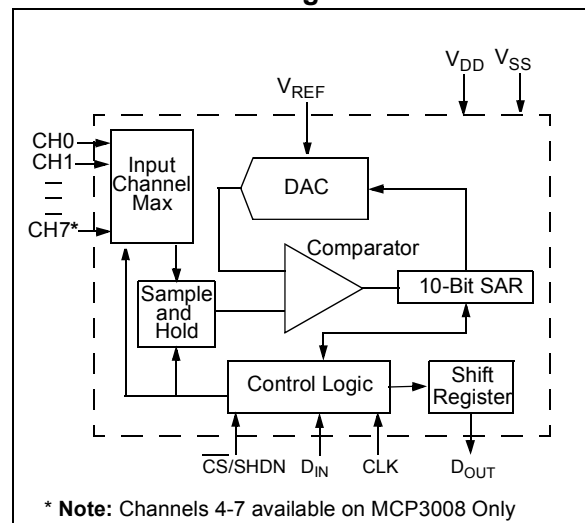 V_DD V_SS
V_REF
CH0
CH1
CH7*
Input
Channel
Max
DAC
Comparator
Sample
and
Hold
10-Bit SAR
Control Logic
Shift
Register
C̅S̅/SHDN D_IN CLK D_OUT
* Note: Channels 4-7 available on MCP3008 Only